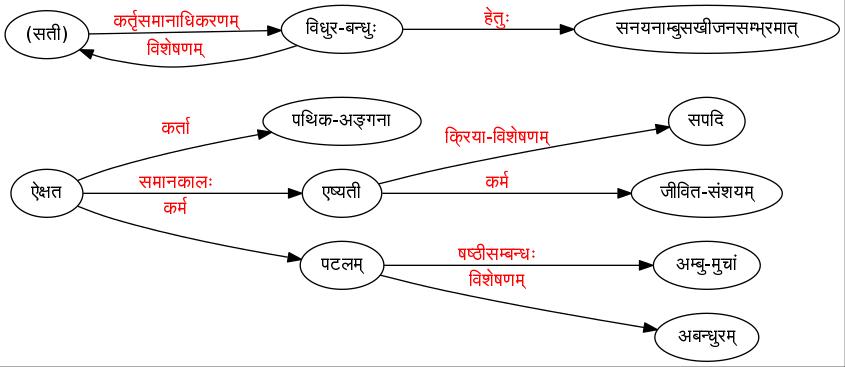 (सती)
कर्तृसमानाधिकरणम्
विशेषणम्
विधुर-बन्धुः
हेतुः
सनयनाम्बुसखीजनसम्भ्रमात्
कर्ता
पथिक-अङ्गना
क्रिया-विशेषणम्
सपदि
ऐक्षत
समानकालः
कर्म
एष्यती
कर्म
जीवित-संशयम्
पटलम्
षष्ठीसम्बन्धः
विशेषणम्
अम्बु-मुचां
अबन्धुरम्